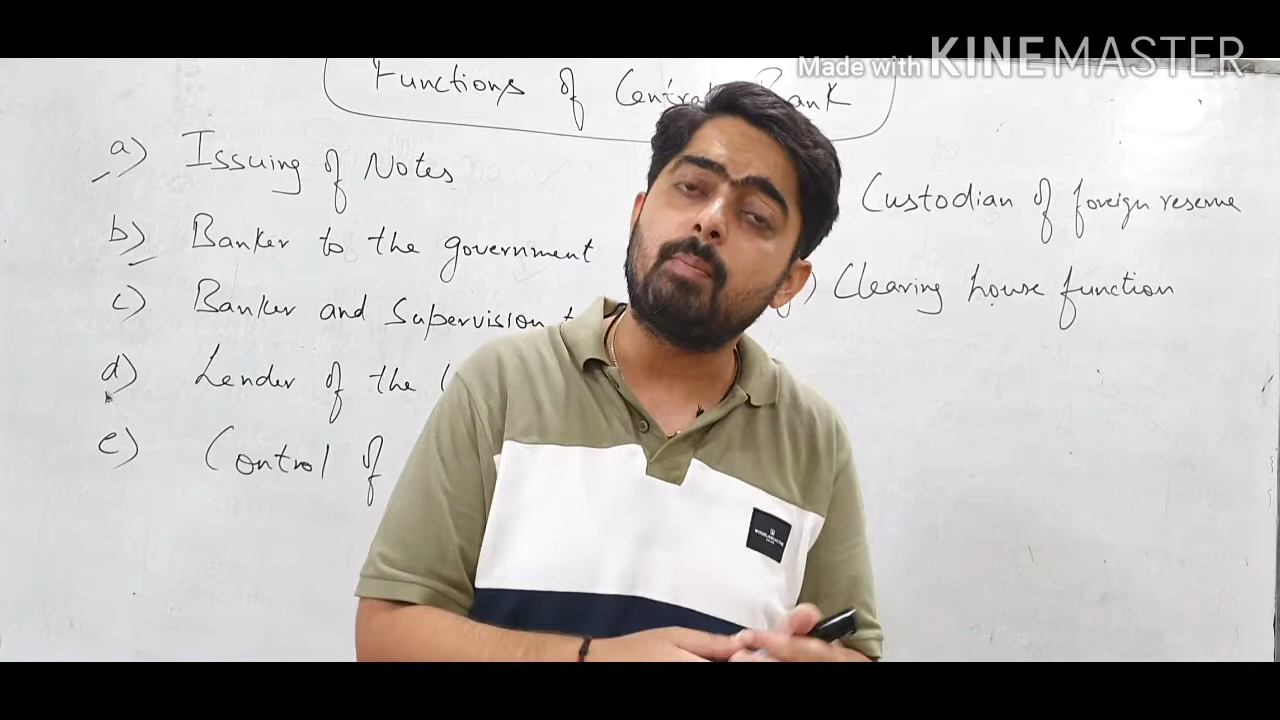 Made with KINEMASTER
Functions of Central Bank
a) Issuing of Notes
b) Banker to the government
c) Banker and Supervision
d) Lender of the
e) Control of
Custodian of foreign reserve
) Clearing house function